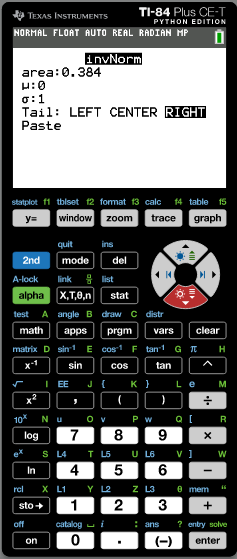 TEXAS INSTRUMENTS TI-84 Plus CE-T
PYTHON EDITION
NORMAL FLOAT AUTO REAL RADIAN MP
invNorm
area:0.384
μ:0
σ:1
Tail: LEFT CENTER RIGHT
Paste
statplot f1 tblset f2 format f3 calc f4 table f5
y= window zoom trace graph
quit ins
2nd mode del
A-lock link list
alpha X,T,θ,n stat
test A angle B draw C distr
math apps prgm vars clear
matrix D sin⁻¹ E cos⁻¹ F tan⁻¹ G π H
x⁻¹ sin cos tan ^
√ I EE J { K } L e M
x² , ( ) ÷
10ˣ N u O v P w Q [ R
log 7 8 9 ×
eˣ S L4 T L5 U L6 V ] W
ln 4 5 6 −
rcl X L1 Y L2 Z L3 θ mem "
sto→ 1 2 3 +
off catalog ⎵ i : ans ? entry solve
on 0 . (−) enter